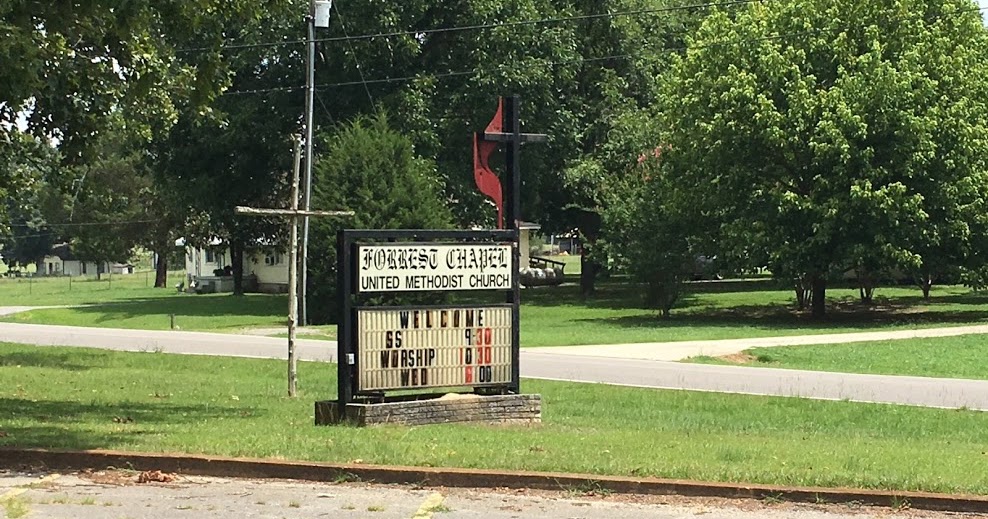 FORREST CHAPEL
UNITED METHODIST CHURCH
WELCOME
SS 9:30
WORSHIP 10:30
WED 6:00